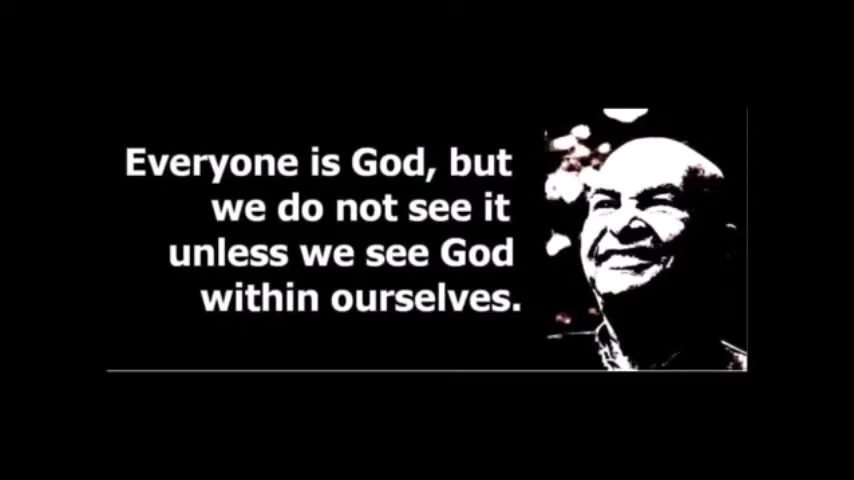 Everyone is God, but
we do not see it
unless we see God
within ourselves.